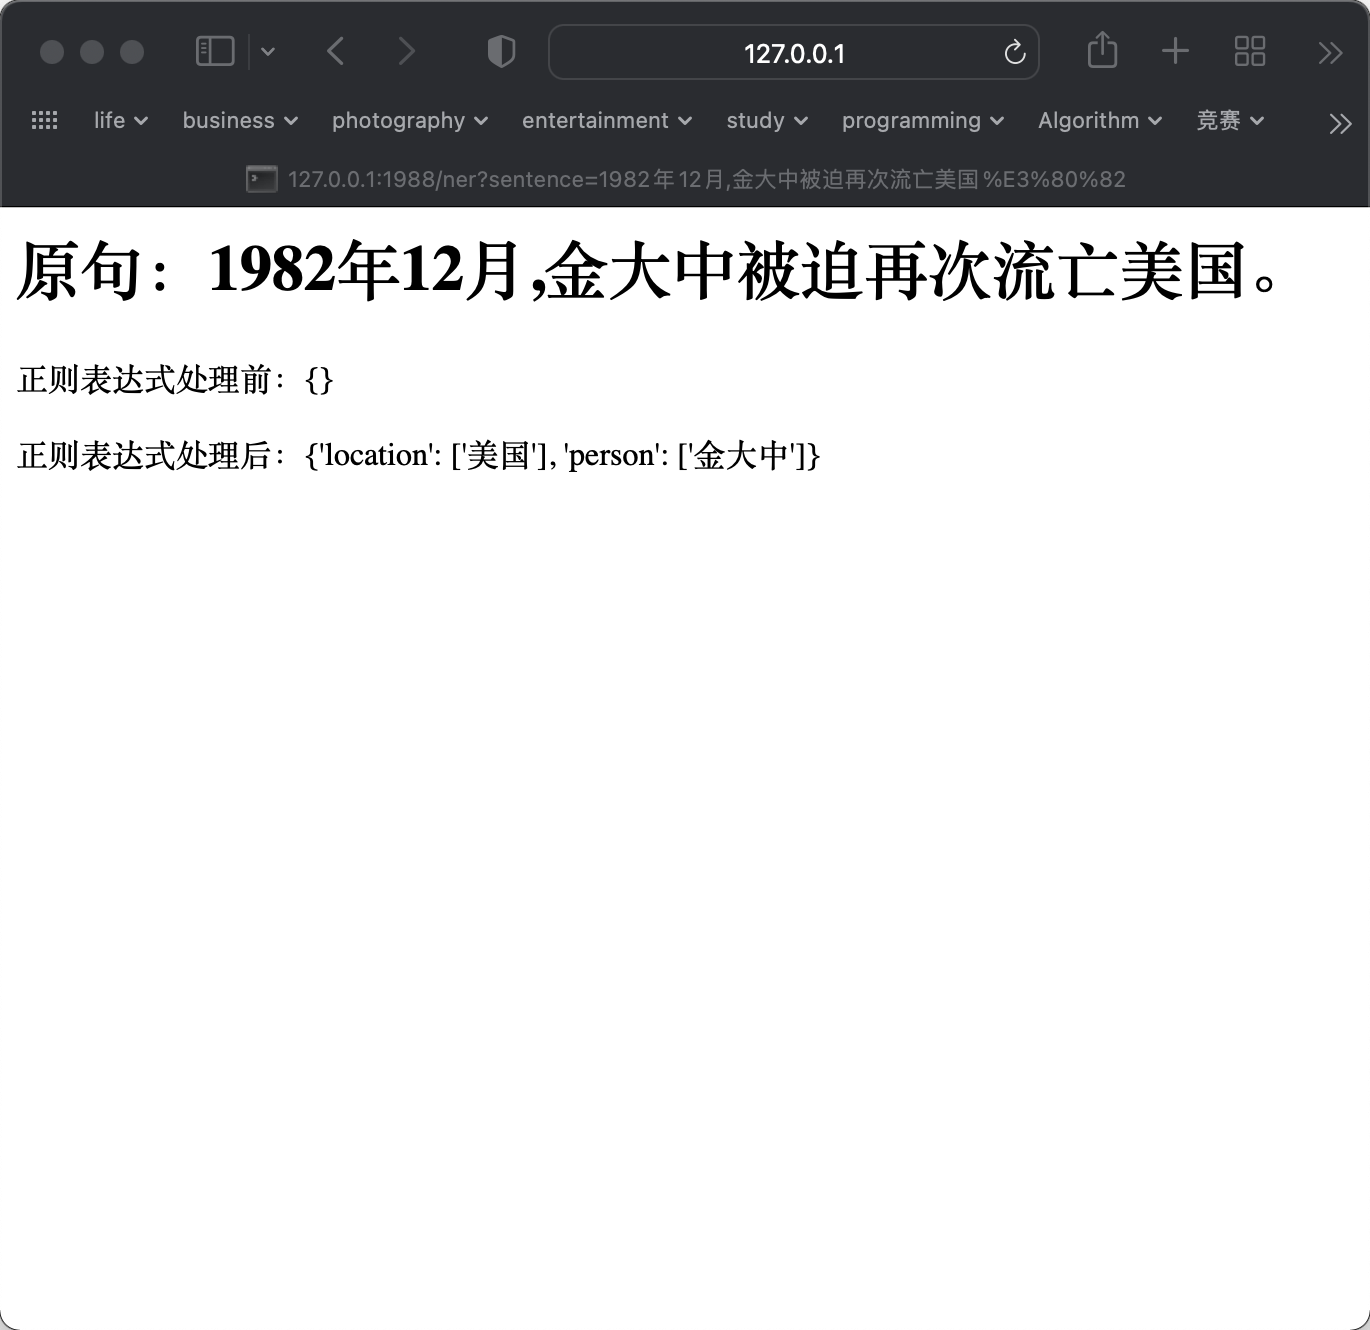 127.0.0.1
life business photography entertainment study programming Algorithm 竞赛
127.0.0.1:1988/ner?sentence=1982年12月,金大中被迫再次流亡美国%E3%80%82
原句：1982年12月,金大中被迫再次流亡美国。
正则表达式处理前：{}
正则表达式处理后：{'location': ['美国'], 'person': ['金大中']}